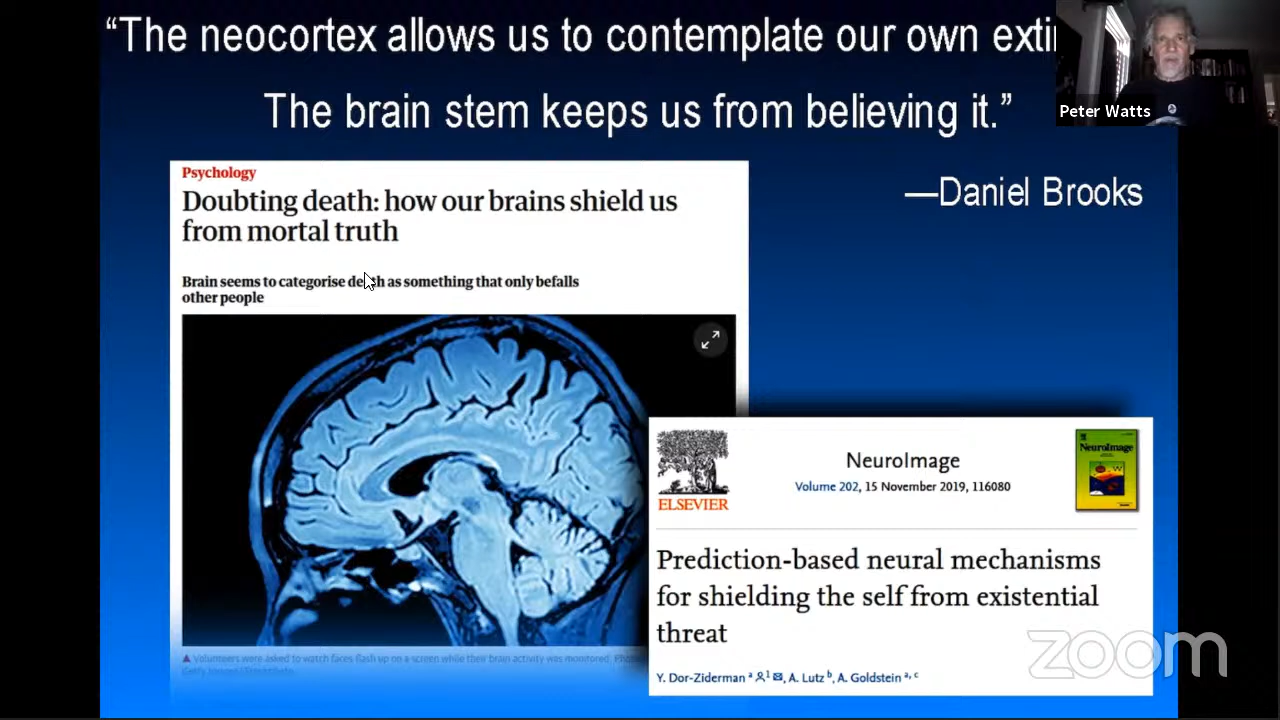 “The neocortex allows us to contemplate our own exti
The brain stem keeps us from believing it.”
Peter Watts
—Daniel Brooks
Psychology
Doubting death: how our brains shield us
from mortal truth
Brain seems to categorise death as something that only befalls
other people
▲ Volunteers were asked to watch faces flash up on a screen while their brain activity was monitored.
ELSEVIER
NeuroImage
Volume 202, 15 November 2019, 116080
NeuroImage
Prediction-based neural mechanisms
for shielding the self from existential
threat
Y. Dor-Ziderman a 1, A. Lutz b, A. Goldstein a, c
zoom